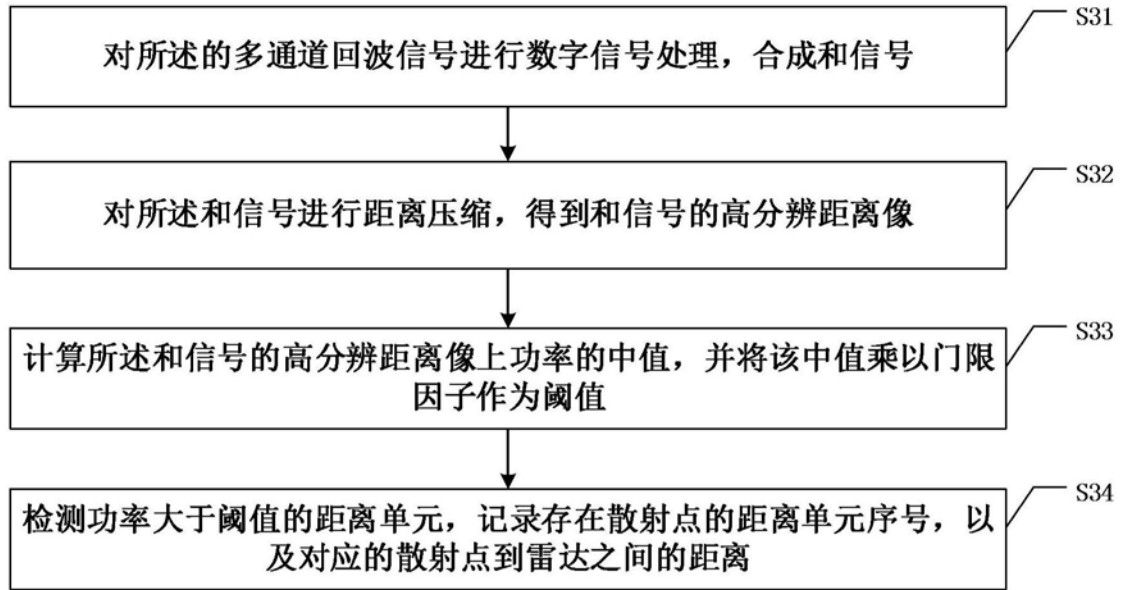 S31
对所述的多通道回波信号进行数字信号处理，合成和信号
S32
对所述和信号进行距离压缩，得到和信号的高分辨距离像
S33
计算所述和信号的高分辨距离像上功率的中值，并将该中值乘以门限
因子作为阈值
S34
检测功率大于阈值的距离单元，记录存在散射点的距离单元序号，以
及对应的散射点到雷达之间的距离